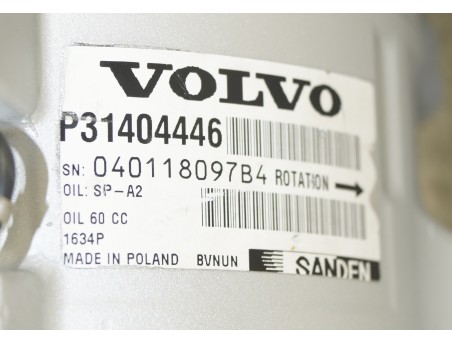 VOLVO
P31404446
SN: 040118097B4 ROTATION →
OIL: SP-A2
OIL 60 CC
1634P
MADE IN POLAND BVNUN SANDEN